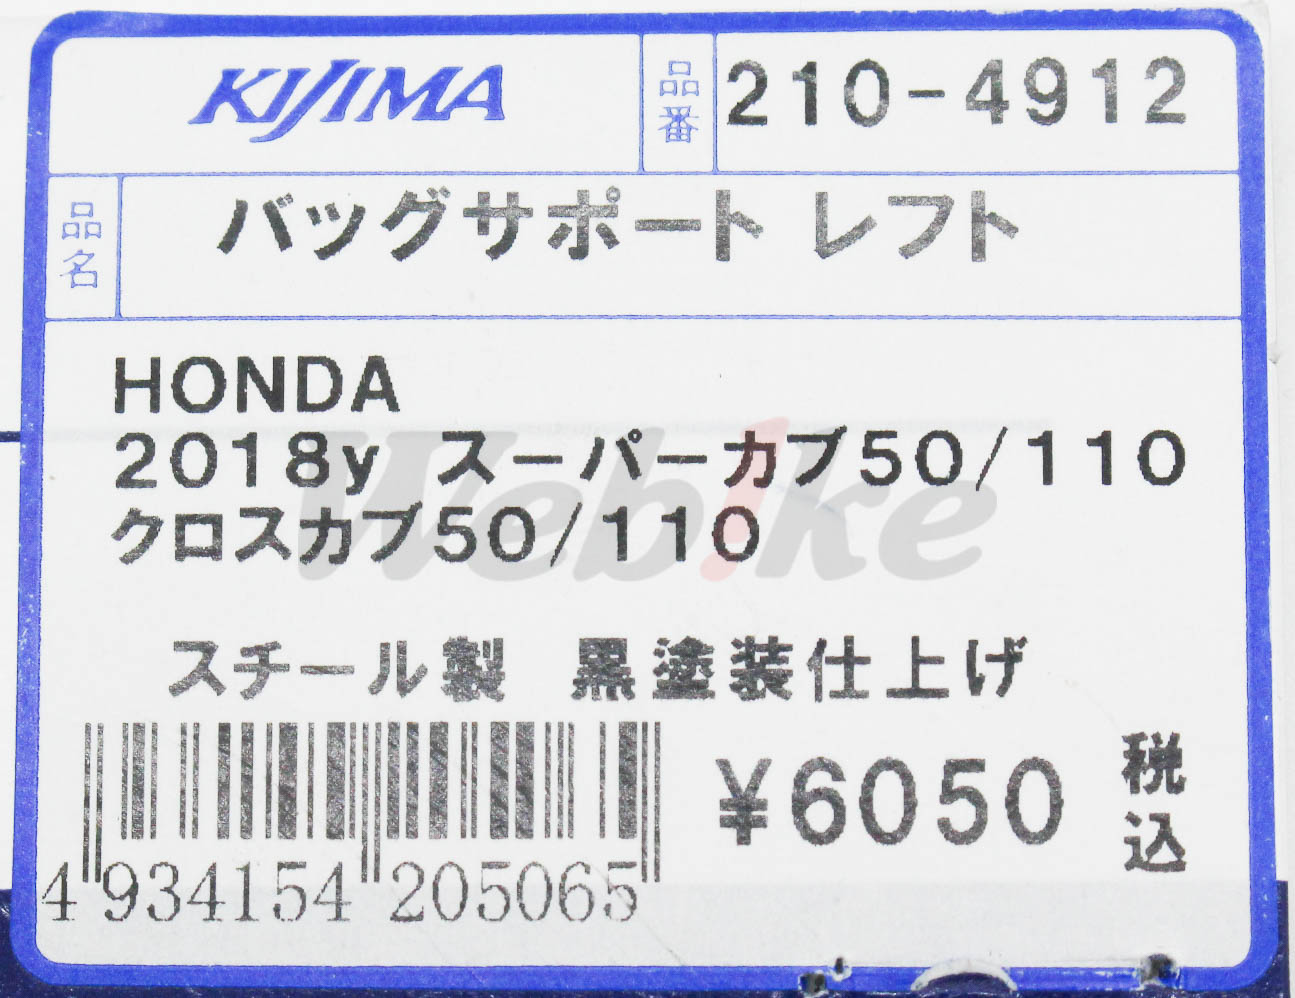 KIJIMA 品番 210-4912
品名 バッグサポート レフト
HONDA
2018y スーパーカブ50/110
クロスカブ50/110
Web!ke
スチール製 黒塗装仕上げ
¥6050 税込
4 934154 205065